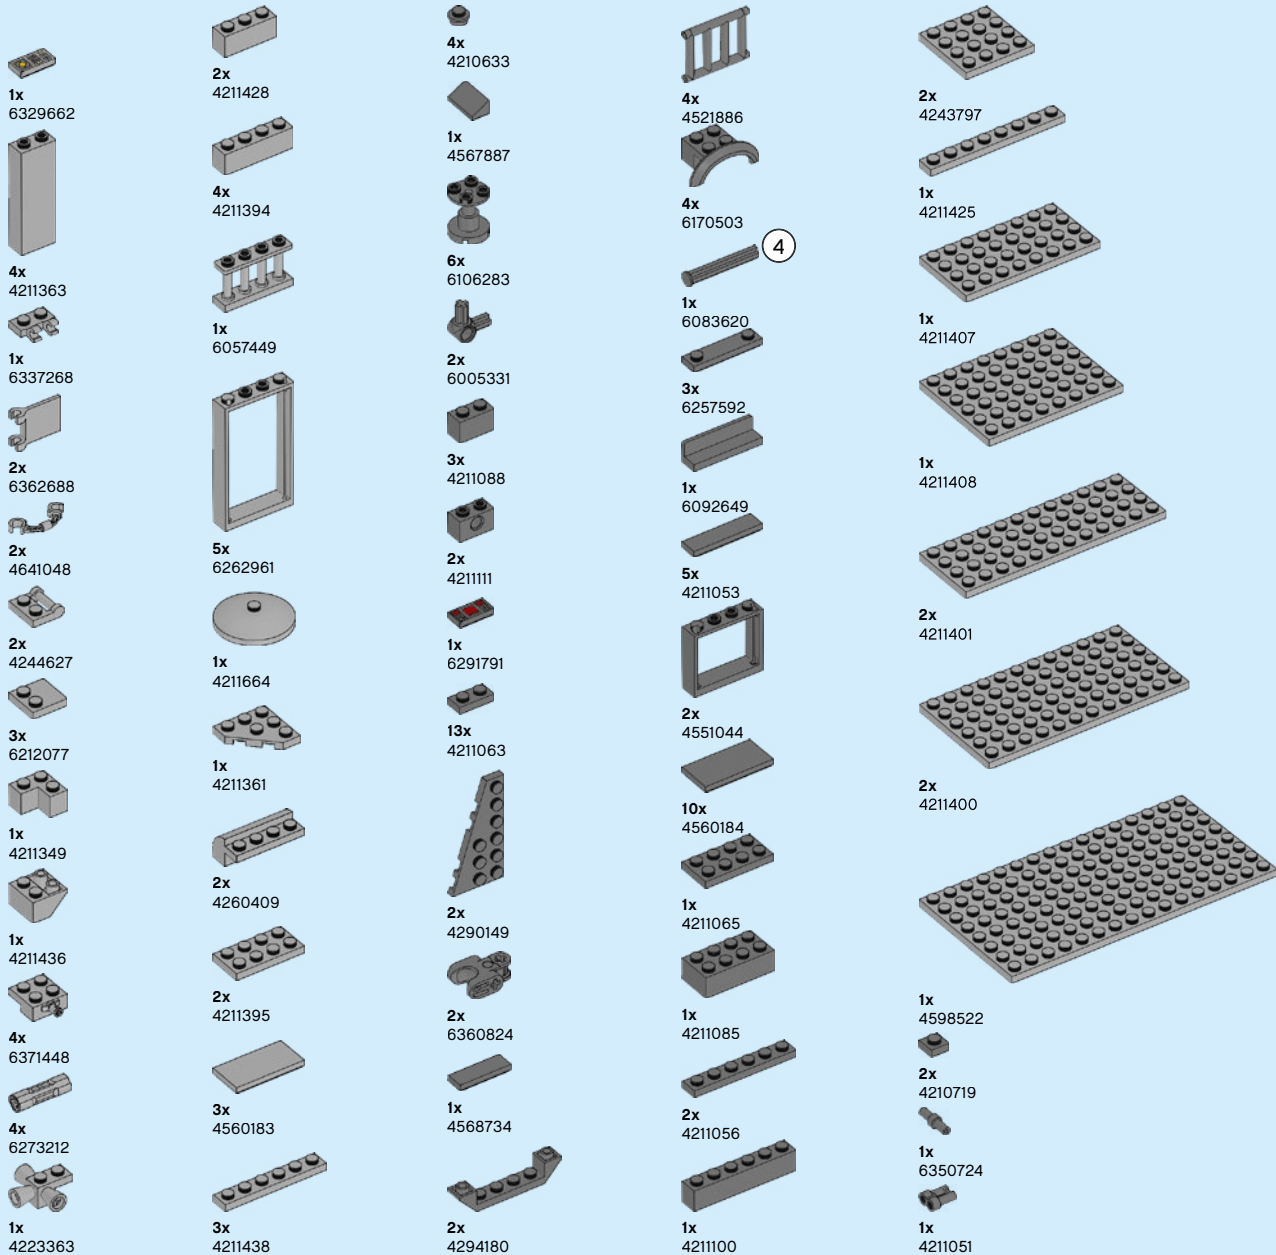 1x
6329662
4x
4211363
1x
6337268
2x
6362688
2x
4641048
2x
4244627
3x
6212077
1x
4211349
1x
4211436
4x
6371448
4x
6273212
1x
4223363
2x
4211428
4x
4211394
1x
6057449
5x
6262961
1x
4211664
1x
4211361
2x
4260409
2x
4211395
3x
4560183
3x
4211438
4x
4210633
1x
4567887
6x
6106283
2x
6005331
3x
4211088
2x
4211111
1x
6291791
13x
4211063
2x
4290149
2x
6360824
1x
4568734
2x
4294180
4x
4521886
4x
6170503
4
1x
6083620
3x
6257592
1x
6092649
5x
4211053
2x
4551044
10x
4560184
1x
4211065
1x
4211085
2x
4211056
1x
4211100
2x
4243797
1x
4211425
1x
4211407
1x
4211408
2x
4211401
2x
4211400
1x
4598522
2x
4210719
1x
6350724
1x
4211051